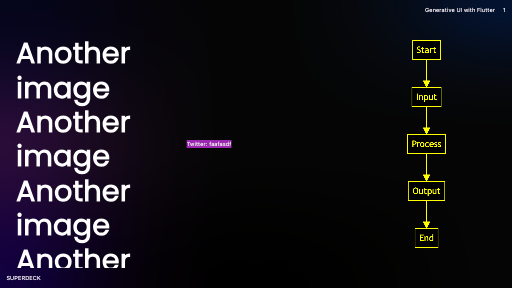 Generative UI with Flutter 1
Another
image
Another
image
Another
image
Another
Twitter: faafasdf
Start
Input
Process
Output
End
SUPERDECK